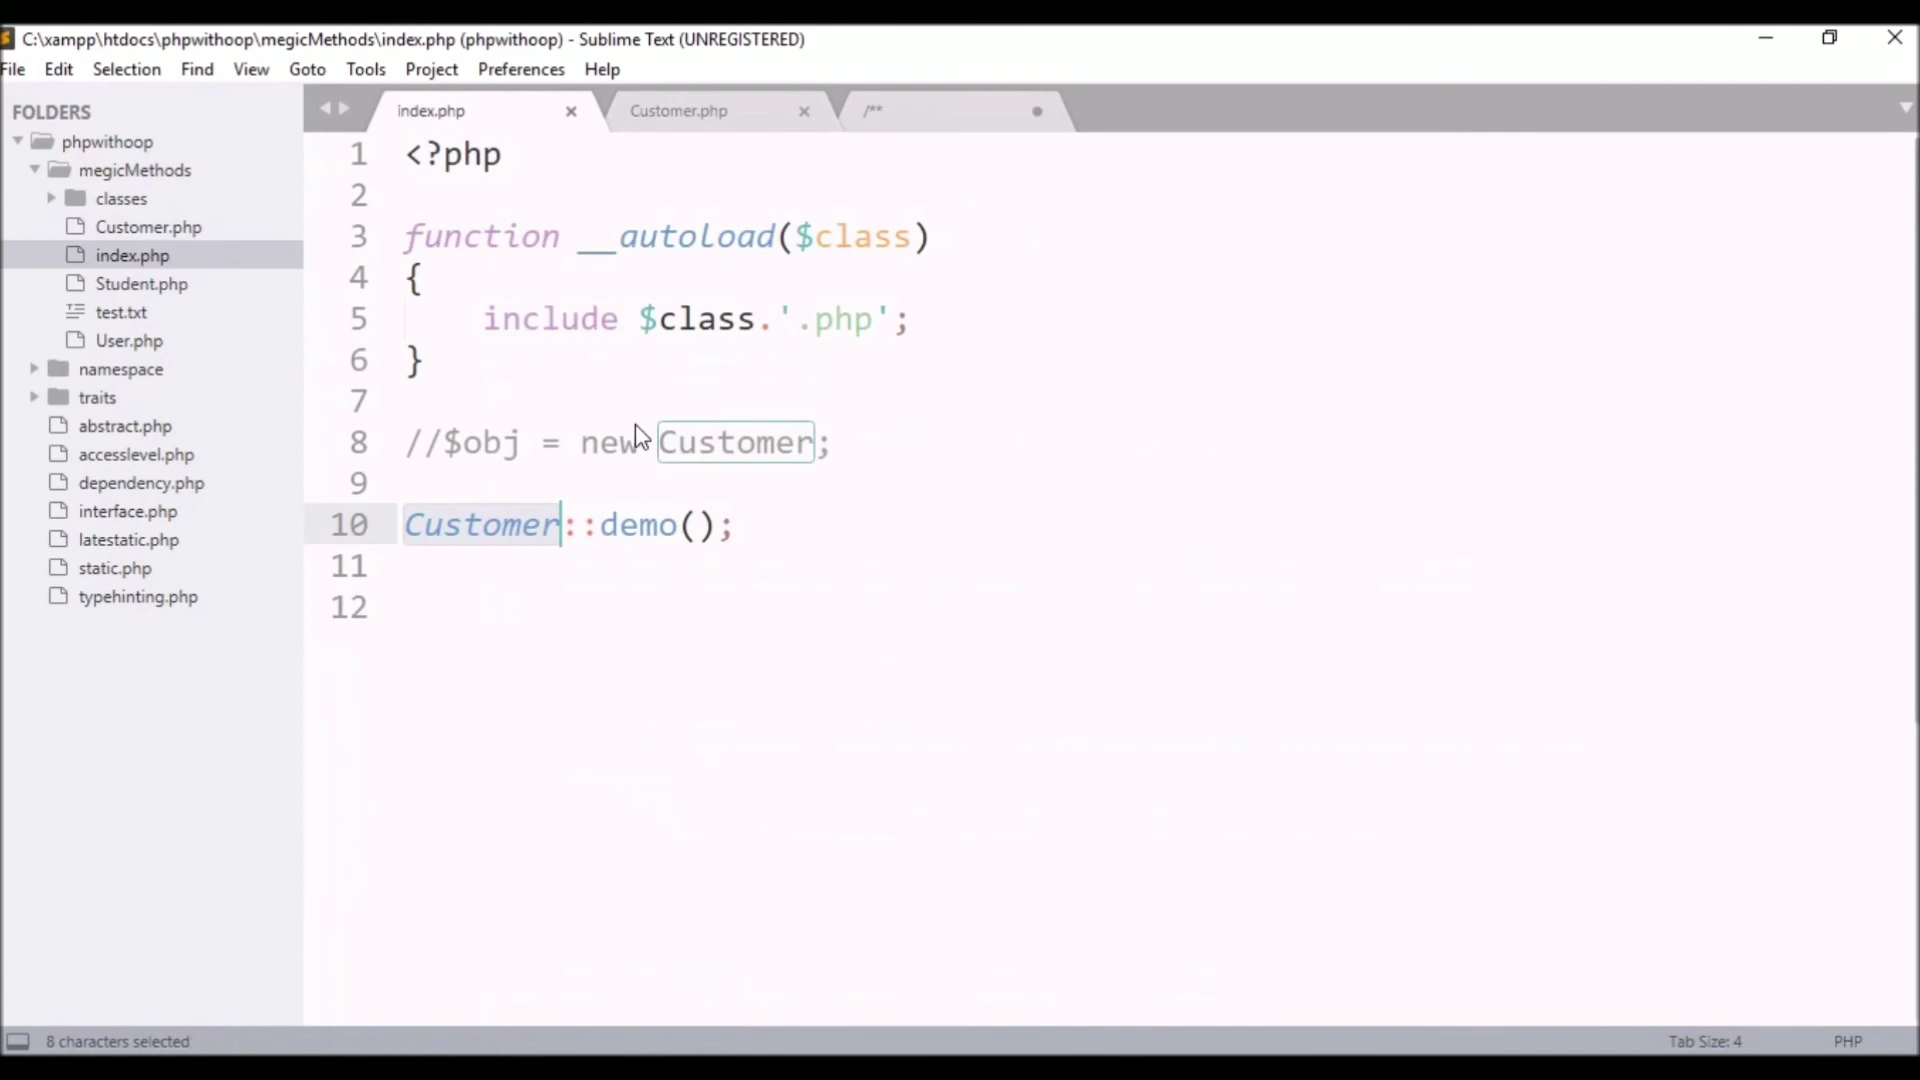 C:\xampp\htdocs\phpwithoop\megicMethods\index.php (phpwithoop) - Sublime Text (UNREGISTERED)
File Edit Selection Find View Goto Tools Project Preferences Help
FOLDERS
phpwithoop
megicMethods
classes
Customer.php
index.php
Student.php
test.txt
User.php
namespace
traits
abstract.php
accesslevel.php
dependency.php
interface.php
latestatic.php
static.php
typehinting.php
index.php Customer.php /**
1 <?php
2
3 function __autoload($class)
4 {
5 include $class.'.php';
6 }
7
8 //$obj = new Customer;
9
10 Customer::demo();
11
12
8 characters selected Tab Size: 4 PHP